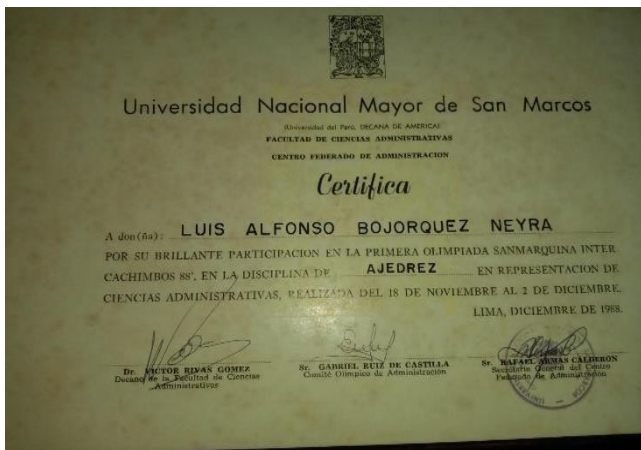 Universidad Nacional Mayor de San Marcos
(Universidad del Perú, DECANA DE AMERICA)
FACULTAD DE CIENCIAS ADMINISTRATIVAS
CENTRO FEDERADO DE ADMINISTRACION
Certifica
A don(ña): LUIS ALFONSO BOJORQUEZ NEYRA
POR SU BRILLANTE PARTICIPACION EN LA PRIMERA OLIMPIADA SANMARQUINA INTER
CACHIMBOS 88', EN LA DISCIPLINA DE AJEDREZ EN REPRESENTACION DE
CIENCIAS ADMINISTRATIVAS, REALIZADA DEL 18 DE NOVIEMBRE AL 2 DE DICIEMBRE.
LIMA, DICIEMBRE DE 1988.
Dr. VICTOR RIVAS GOMEZ
Decano de la Facultad de Ciencias
Administrativas
Sr. GABRIEL RUIZ DE CASTILLA
Comité Olímpico de Administración
Sr. RAFAEL ARMAS CALDERON
Secretario General del Centro
Federado de Administración